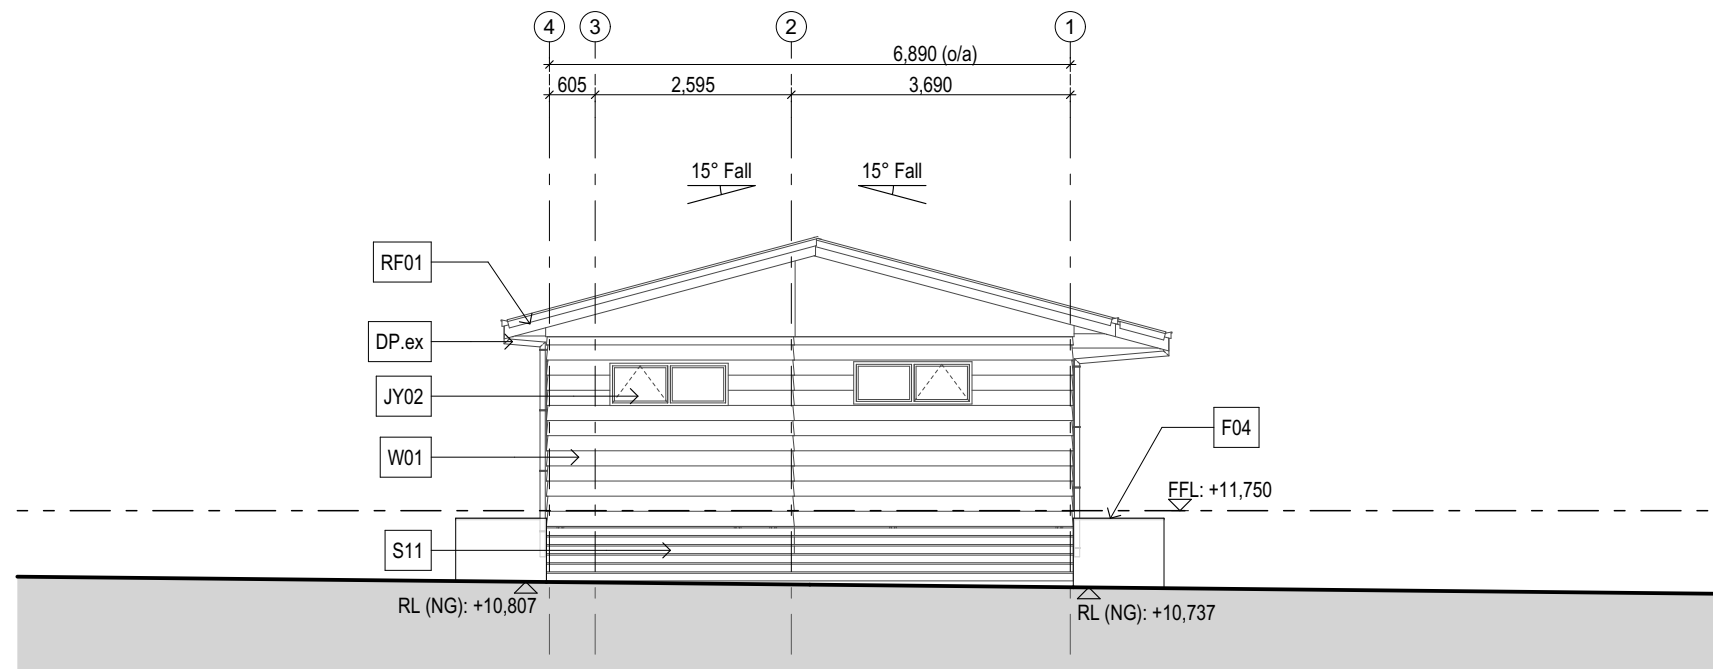 4 3 2 1
6,890 (o/a)
605 2,595 3,690
15° Fall 15° Fall
RF01
DP.ex
JY02
F04
W01
FFL: +11,750
S11
RL (NG): +10,807
RL (NG): +10,737